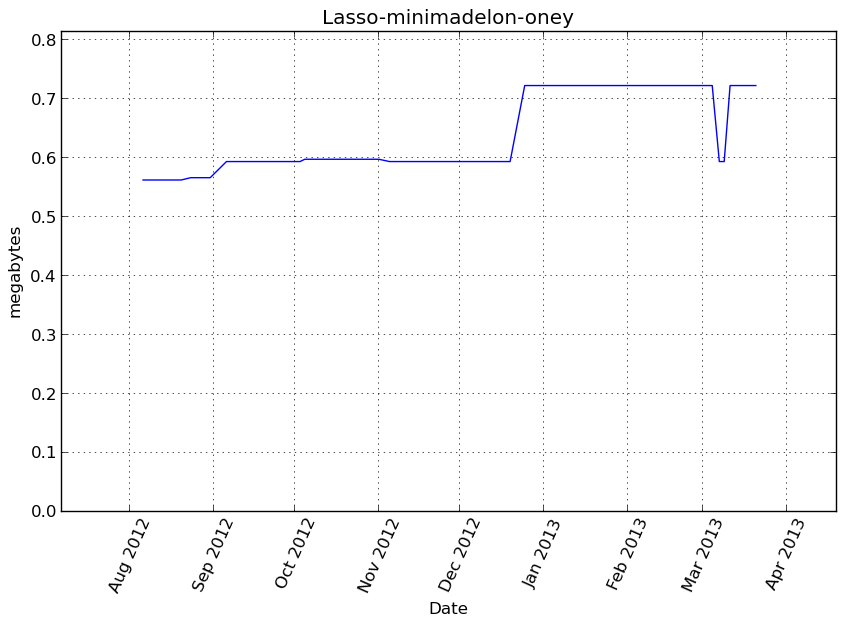 Lasso-minimadelon-oney
0.8
0.7
0.6
0.5
0.4
0.3
0.2
0.1
0.0
megabytes
Aug 2012
Sep 2012
Oct 2012
Nov 2012
Dec 2012
Jan 2013
Feb 2013
Mar 2013
Apr 2013
Date